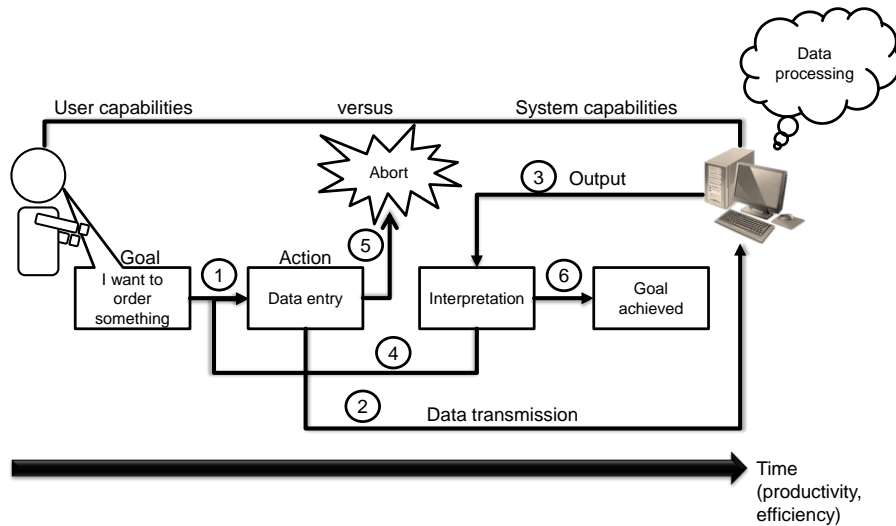 Data
processing
User capabilities versus System capabilities
Abort
3 Output
5
Goal
1
Action
6
I want to
order
something
Data entry
Interpretation
Goal
achieved
4
2 Data transmission
Time
(productivity,
efficiency)